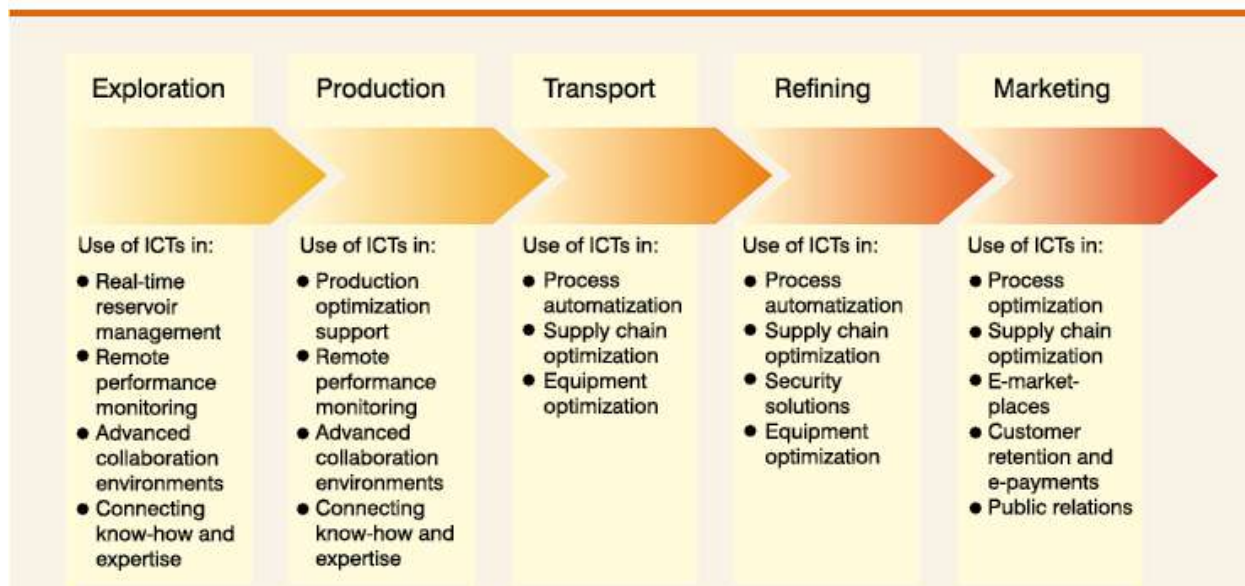 Exploration
Use of ICTs in:
● Real-time
reservoir
management
● Remote
performance
monitoring
● Advanced
collaboration
environments
● Connecting
know-how and
expertise
Production
Use of ICTs in:
● Production
optimization
support
● Remote
performance
monitoring
● Advanced
collaboration
environments
● Connecting
know-how and
expertise
Transport
Use of ICTs in:
● Process
automatization
● Supply chain
optimization
● Equipment
optimization
Refining
Use of ICTs in:
● Process
automatization
● Supply chain
optimization
● Security
solutions
● Equipment
optimization
Marketing
Use of ICTs in:
● Process
optimization
● Supply chain
optimization
● E-market-
places
● Customer
retention and
e-payments
● Public relations